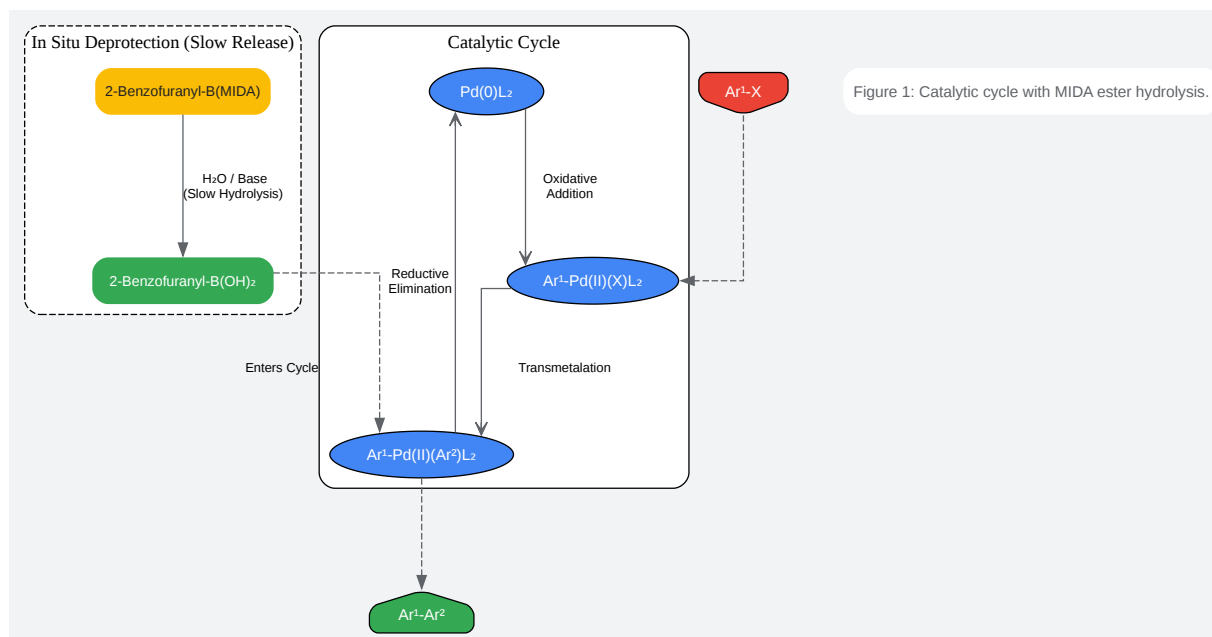 In Situ Deprotection (Slow Release)
2-Benzofuranyl-B(MIDA)
H₂O / Base
(Slow Hydrolysis)
2-Benzofuranyl-B(OH)₂
Enters Cycle
Catalytic Cycle
Pd(0)L₂
Oxidative
Addition
Reductive
Elimination
Ar¹-Pd(II)(X)L₂
Transmetalation
Ar¹-Pd(II)(Ar²)L₂
Ar¹-Ar²
Ar¹-X
Figure 1: Catalytic cycle with MIDA ester hydrolysis.